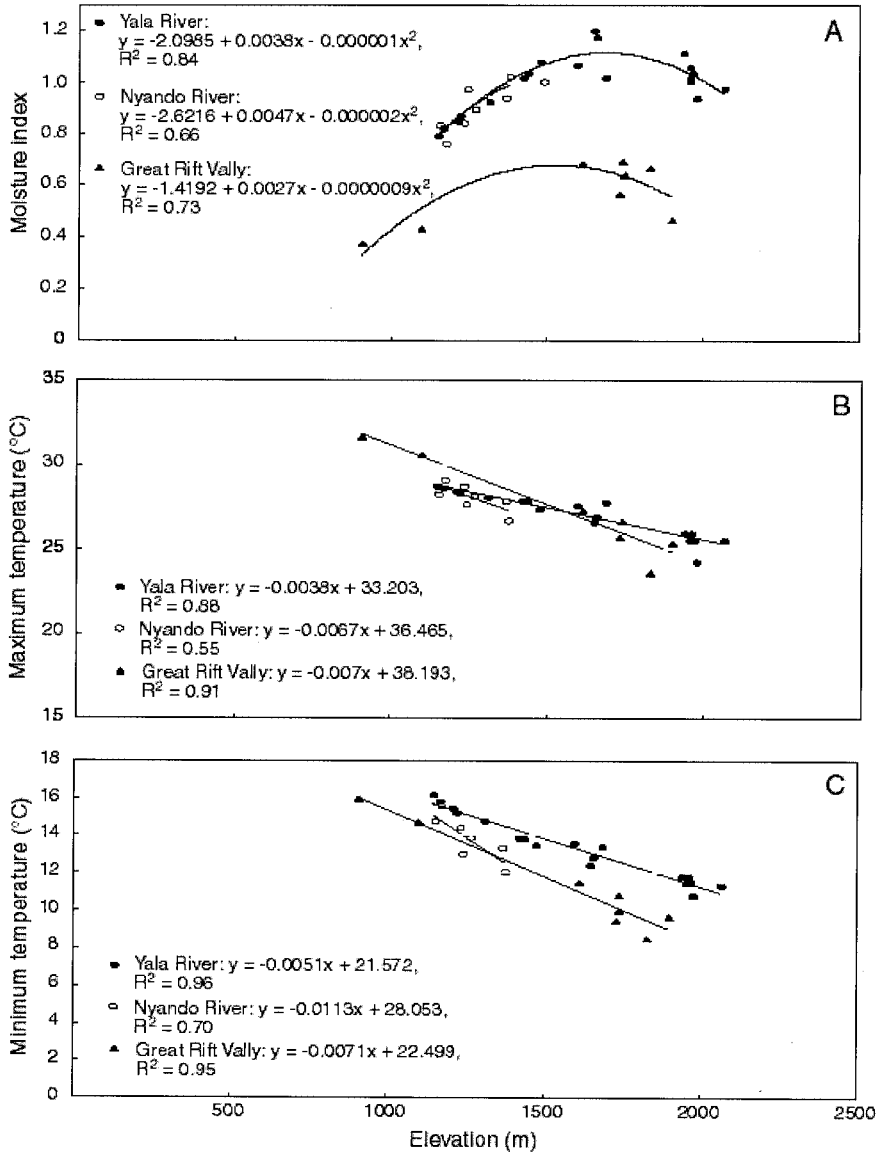 A
Moisture index
1.2
1.0
0.8
0.6
0.4
0.2
0
Yala River:
y = -2.0985 + 0.0038x - 0.000001x²,
R² = 0.84
Nyando River:
y = -2.6216 + 0.0047x - 0.000002x²,
R² = 0.66
Great Rift Vally:
y = -1.4192 + 0.0027x - 0.0000009x²,
R² = 0.73
B
Maximum temperature (°C)
35
30
25
20
15
Yala River: y = -0.0038x + 33.203,
R² = 0.88
Nyando River: y = -0.0067x + 36.465,
R² = 0.55
Great Rift Vally: y = -0.007x + 38.193,
R² = 0.91
C
Minimum temperature (°C)
18
16
14
12
10
8
6
4
2
0
Yala River: y = -0.0051x + 21.572,
R² = 0.96
Nyando River: y = -0.0113x + 28.053,
R² = 0.70
Great Rift Vally: y = -0.0071x + 22.499,
R² = 0.95
500 1000 1500 2000 2500
Elevation (m)